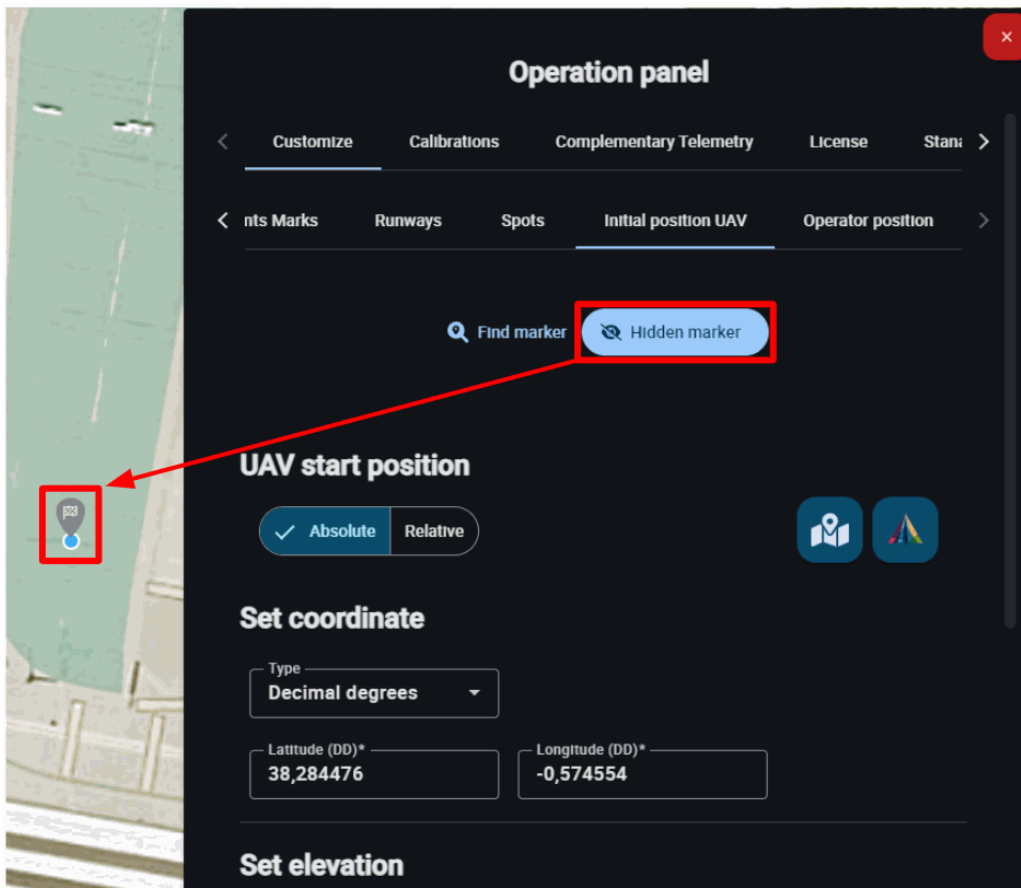 Operation panel
Customize Calibrations Complementary Telemetry License Stana
nts Marks Runways Spots Initial position UAV Operator position
Find marker Hidden marker
UAV start position
Absolute Relative
Set coordinate
Type
Decimal degrees
Latitude (DD)* Longitude (DD)*
38,284476 -0,574554
Set elevation